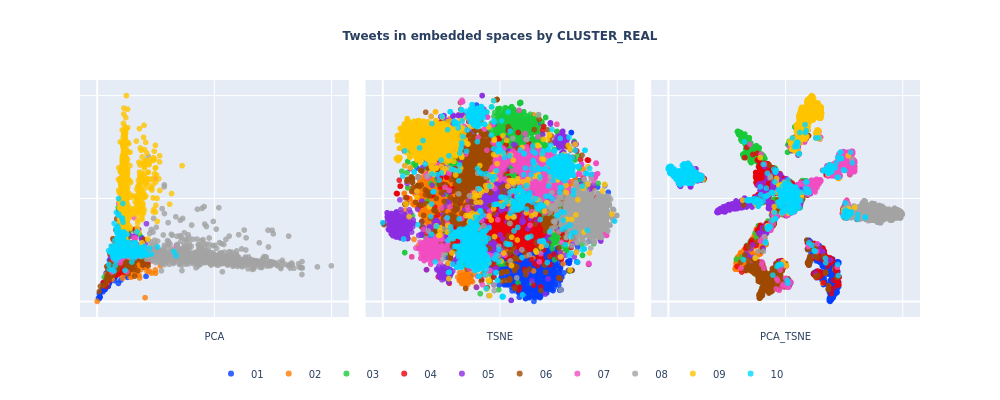 Tweets in embedded spaces by CLUSTER_REAL
PCA TSNE PCA_TSNE
01 02 03 04 05 06 07 08 09 10